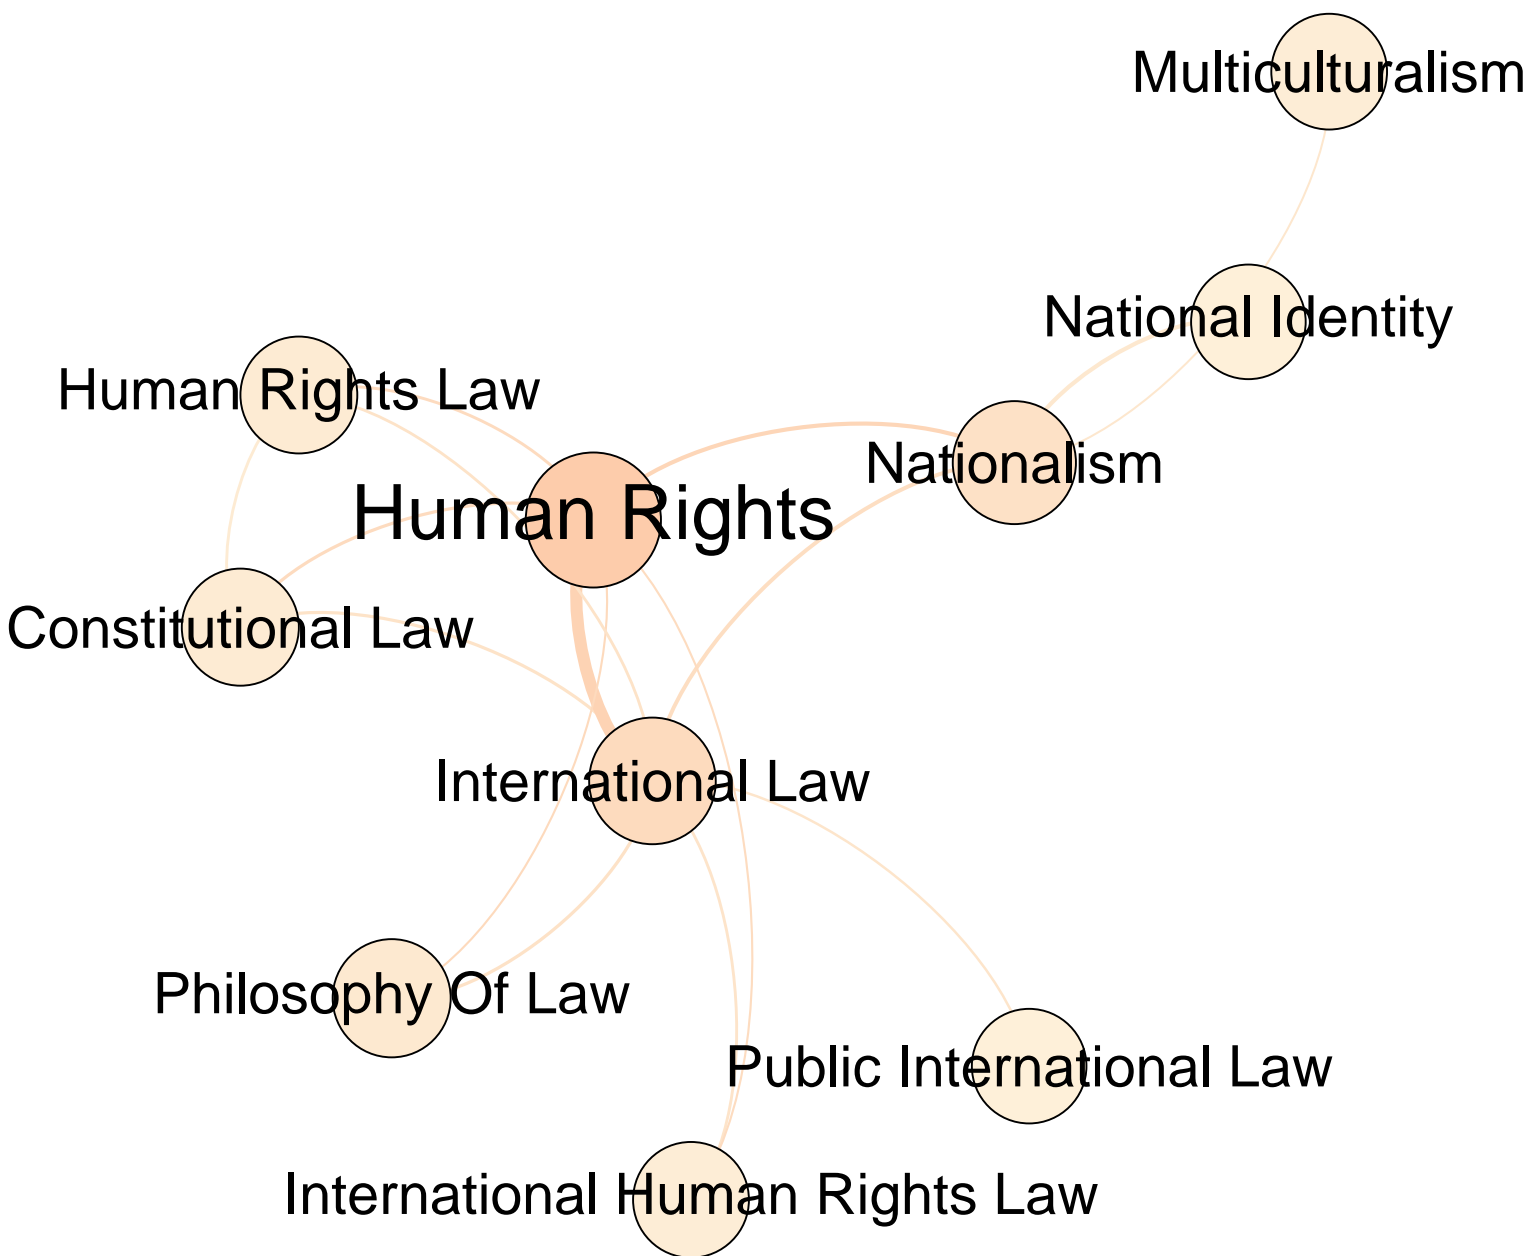 Multiculturalism
National Identity
Human Rights Law
Nationalism
Human Rights
Constitutional Law
International Law
Philosophy Of Law
Public International Law
International Human Rights Law